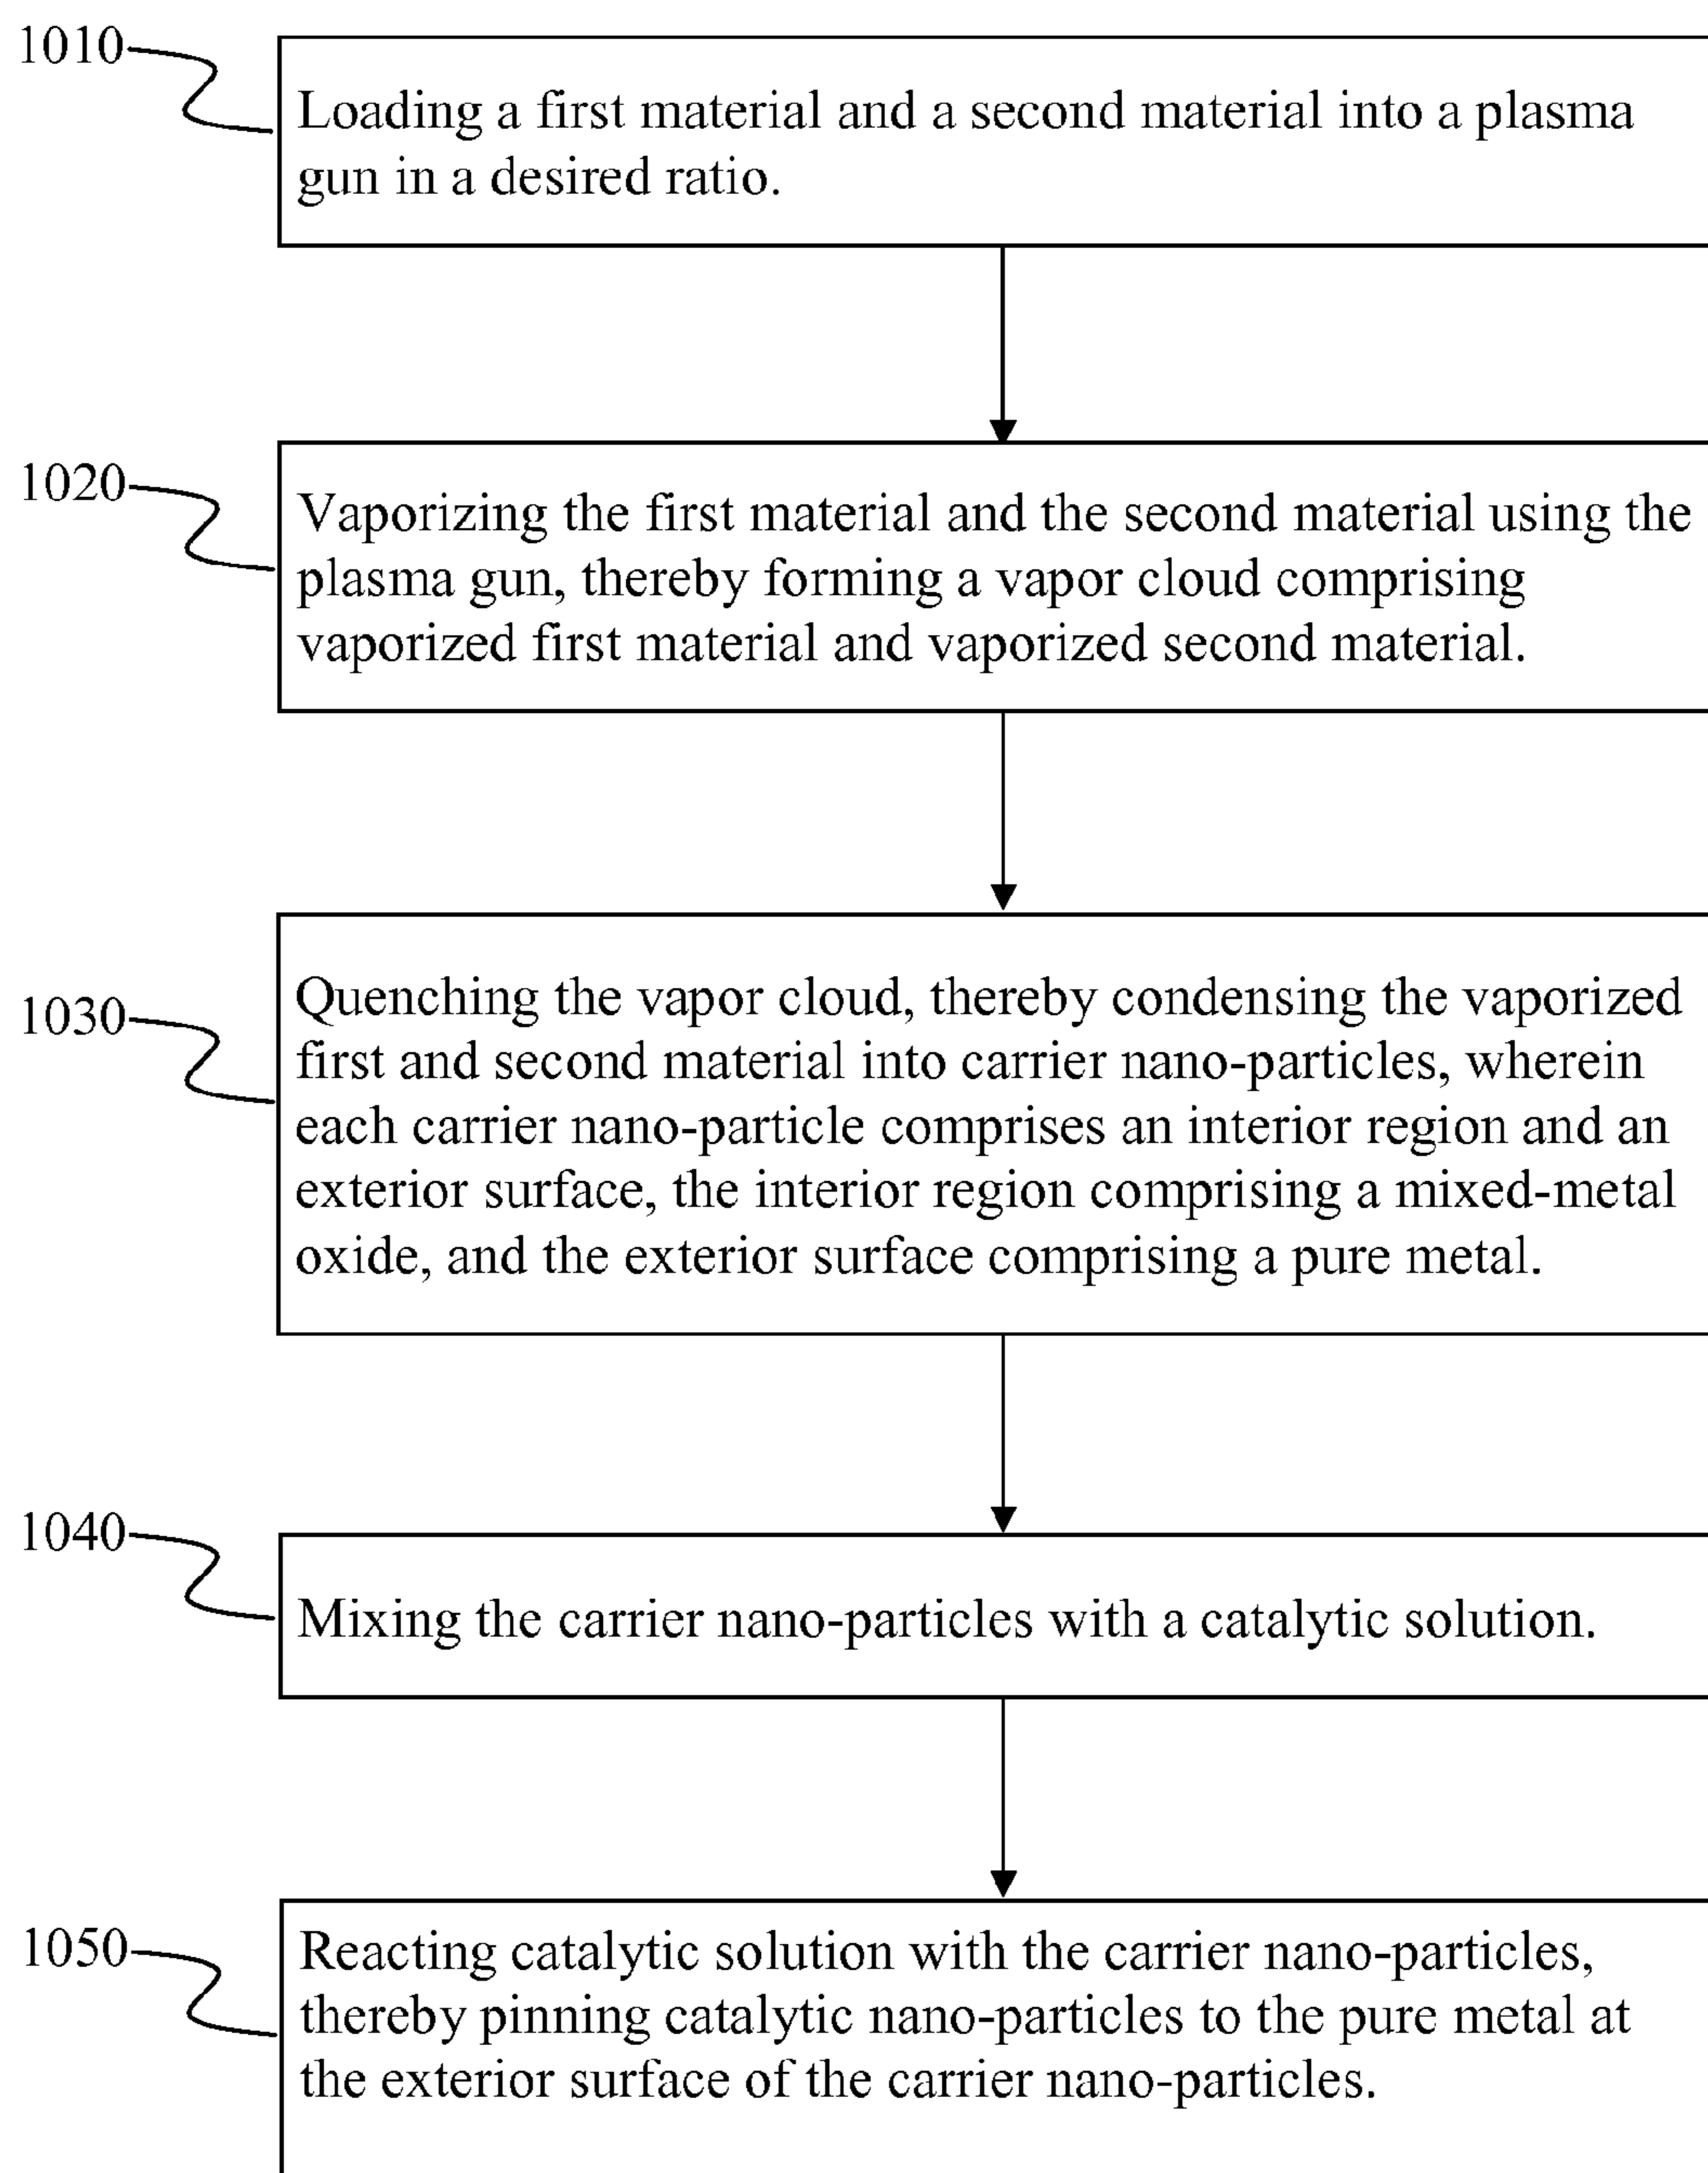 1010
Loading a first material and a second material into a plasma
gun in a desired ratio.
1020
Vaporizing the first material and the second material using the
plasma gun, thereby forming a vapor cloud comprising
vaporized first material and vaporized second material.
1030
Quenching the vapor cloud, thereby condensing the vaporized
first and second material into carrier nano-particles, wherein
each carrier nano-particle comprises an interior region and an
exterior surface, the interior region comprising a mixed-metal
oxide, and the exterior surface comprising a pure metal.
1040
Mixing the carrier nano-particles with a catalytic solution.
1050
Reacting catalytic solution with the carrier nano-particles,
thereby pinning catalytic nano-particles to the pure metal at
the exterior surface of the carrier nano-particles.